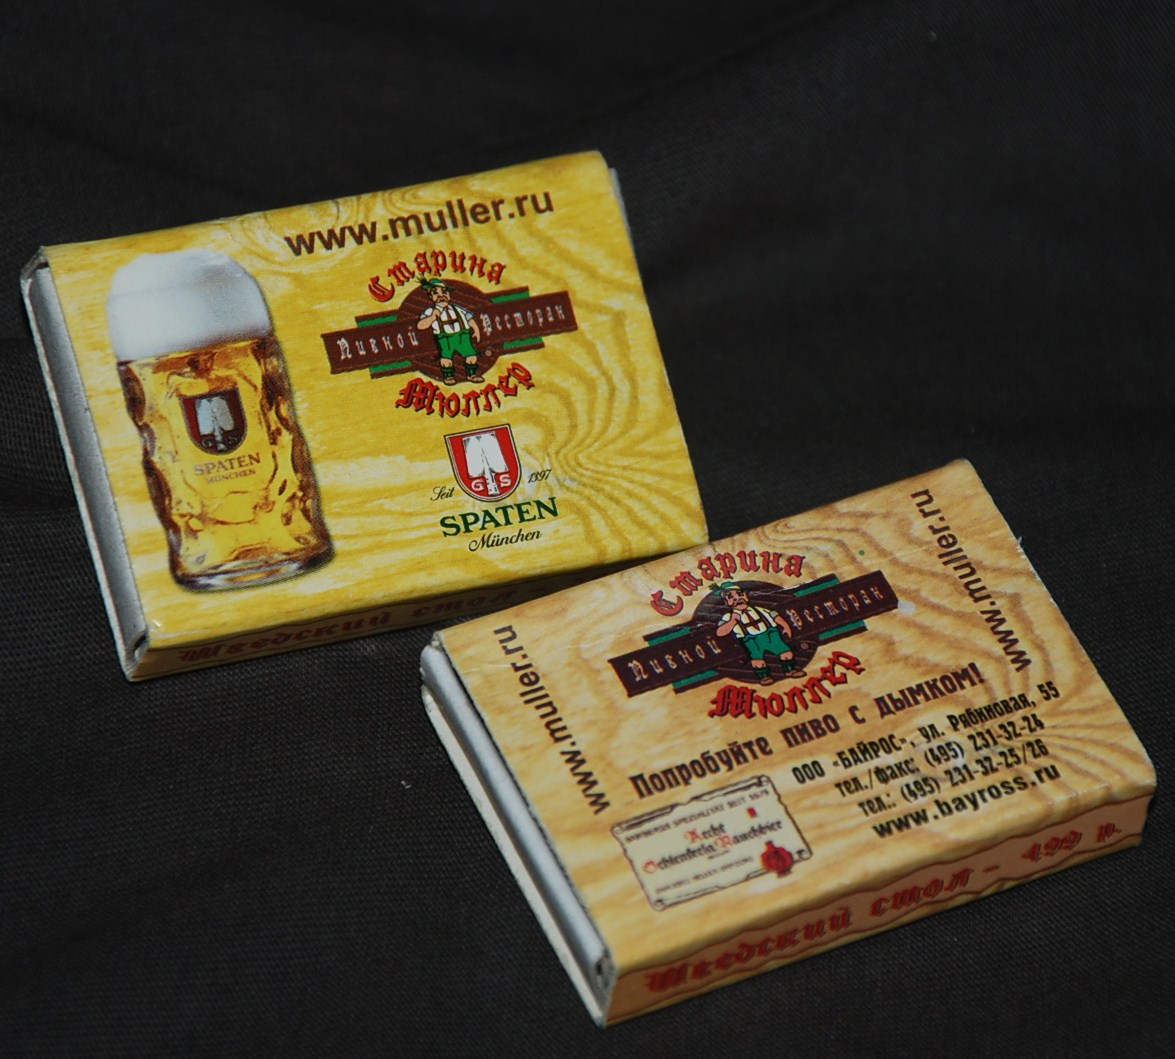 www.muller.ru
Старина
Пивной Ресторан
Мюллер
SPATEN
MÜNCHEN
G S
Seit 1397
SPATEN
München
Шведский стол
www.muller.ru
www.muller.ru
Старина
Пивной Ресторан
Мюллер
Попробуйте пиво с дымком!
ООО «БАЙРОС», ул. Рябиновая, 55
тел./факс: (495) 231-32-24
тел.: (495) 231-32-25/26
www.bayross.ru
Aecht
Schlenkerla Rauchbier
Шведский стол - 499 р.